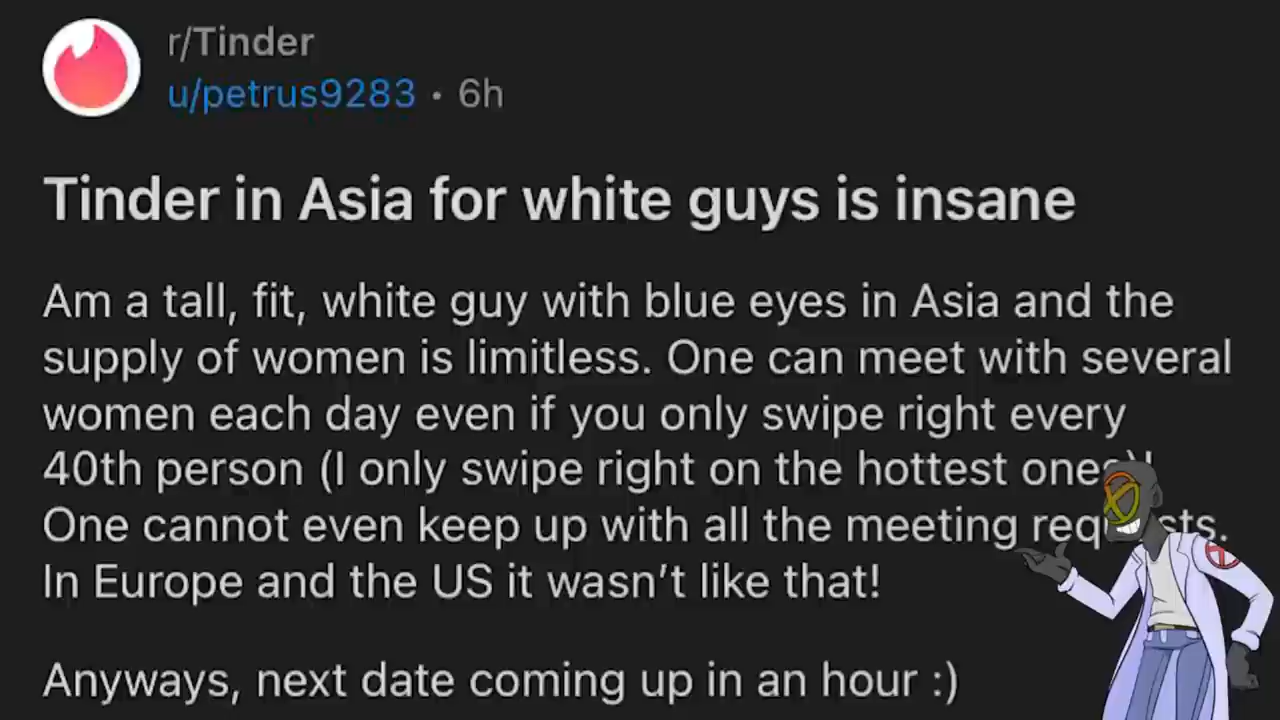 r/Tinder
u/petrus9283 • 6h
Tinder in Asia for white guys is insane
Am a tall, fit, white guy with blue eyes in Asia and the
supply of women is limitless. One can meet with several
women each day even if you only swipe right every
40th person (I only swipe right on the hottest
One cannot even keep up with all the meeting
In Europe and the US it wasn't like that!
Anyways, next date coming up in an hour :)